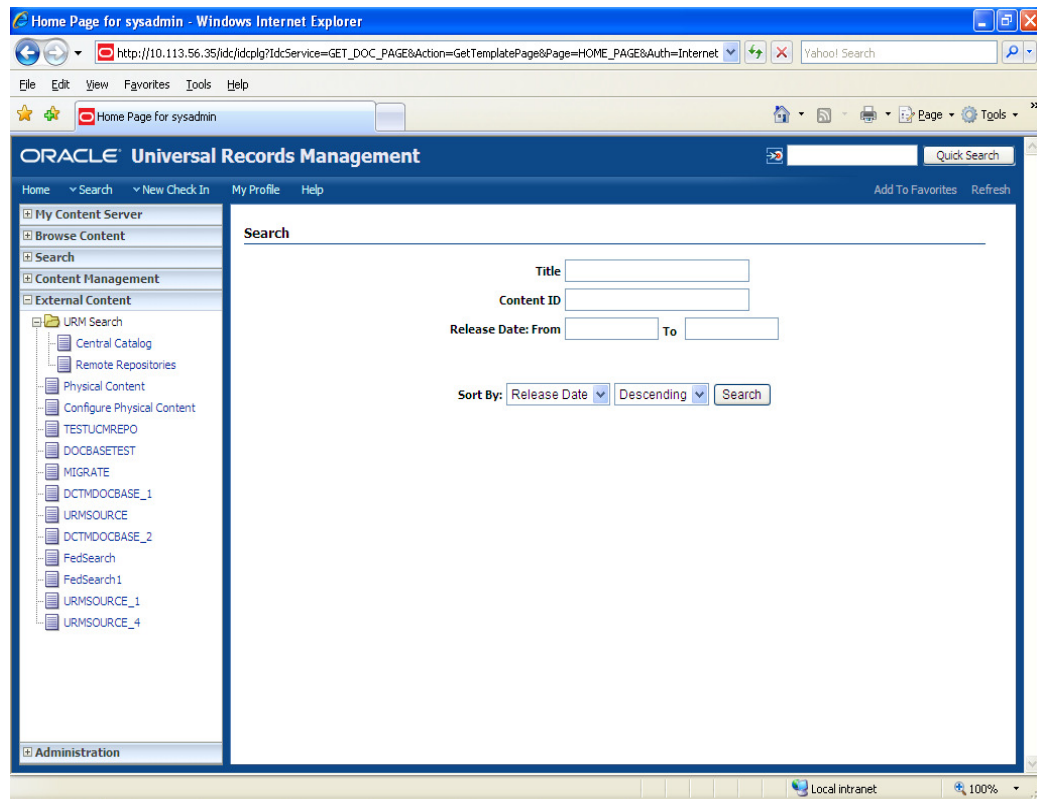 Home Page for sysadmin - Windows Internet Explorer
http://10.113.56.35/idc/idcplg?IdcService=GET_DOC_PAGE&Action=GetTemplatePage&Page=HOME_PAGE&Auth=Internet
Yahoo! Search
File Edit View Favorites Tools Help
Home Page for sysadmin
Page Tools »
ORACLE Universal Records Management
Quick Search
Home Search New Check In My Profile Help Add To Favorites Refresh
My Content Server
Browse Content
Search
Content Management
External Content
URM Search
Central Catalog
Remote Repositories
Physical Content
Configure Physical Content
TESTUCMREPO
DOCBASETEST
MIGRATE
DCTMDOCBASE_1
URMSOURCE
DCTMDOCBASE_2
FedSearch
FedSearch1
URMSOURCE_1
URMSOURCE_4
Administration
Search
Title
Content ID
Release Date: From To
Sort By: Release Date Descending Search
Local intranet 100%